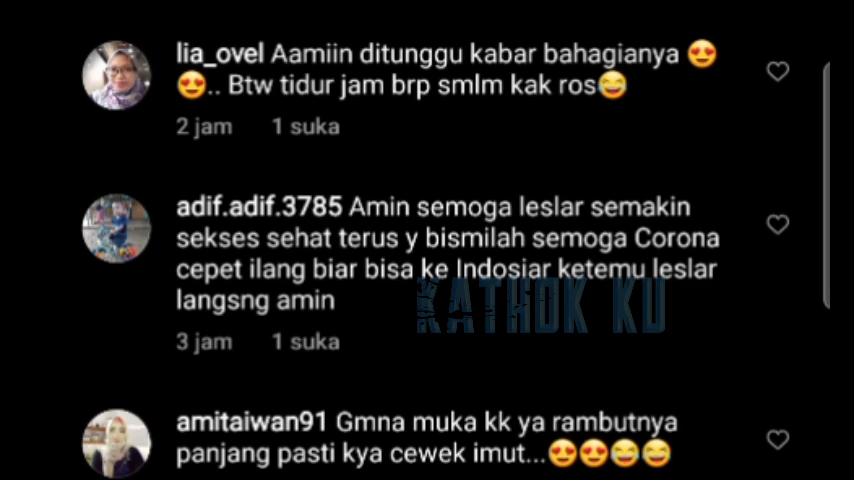 lia_ovel Aamiin ditunggu kabar bahagianya 😍
😍.. Btw tidur jam brp smlm kak ros😂
2 jam 1 suka
adif.adif.3785 Amin semoga leslar semakin
sekses sehat terus y bismilah semoga Corona
cepet ilang biar bisa ke Indosiar ketemu leslar
langsng amin
KATHOK KU
3 jam 1 suka
amitaiwan91 Gmna muka kk ya rambutnya
panjang pasti kya cewek imut...😍😍😂😂